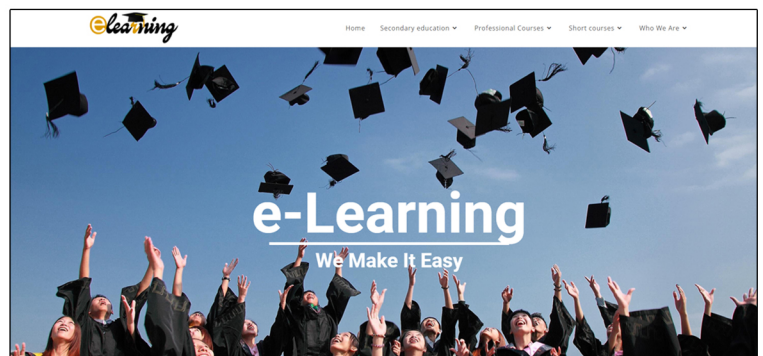 elearning
Home Secondary education Professional Courses Short courses Who We Are
e-Learning
We Make It Easy